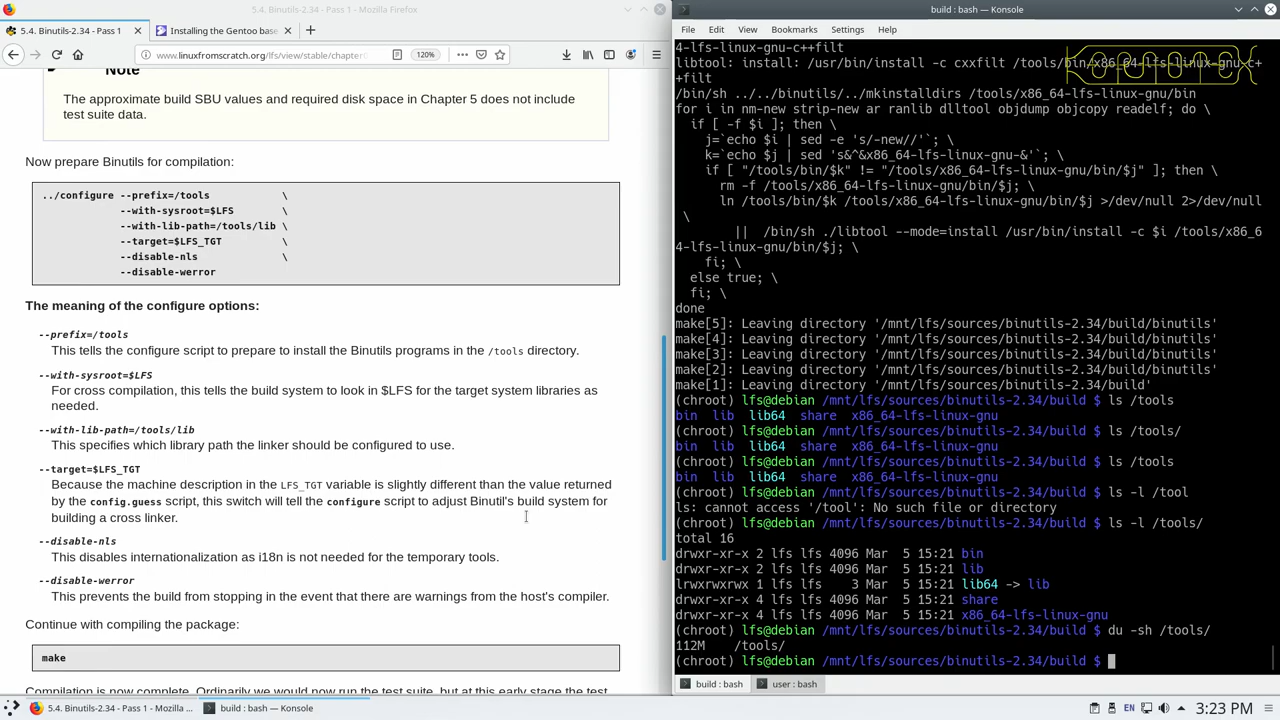 5.4. Binutils-2.34 - Pass 1 - Mozilla Firefox
5.4. Binutils-2.34 - Pass 1
Installing the Gentoo base
www.linuxfromscratch.org/lfs/view/stable/chapter
120%
Note
The approximate build SBU values and required disk space in Chapter 5 does not include
test suite data.
Now prepare Binutils for compilation:
../configure --prefix=/tools \
--with-sysroot=$LFS \
--with-lib-path=/tools/lib \
--target=$LFS_TGT \
--disable-nls \
--disable-werror
The meaning of the configure options:
--prefix=/tools
This tells the configure script to prepare to install the Binutils programs in the /tools directory.
--with-sysroot=$LFS
For cross compilation, this tells the build system to look in $LFS for the target system libraries as
needed.
--with-lib-path=/tools/lib
This specifies which library path the linker should be configured to use.
--target=$LFS_TGT
Because the machine description in the LFS_TGT variable is slightly different than the value returned
by the config.guess script, this switch will tell the configure script to adjust Binutil's build system for
building a cross linker.
--disable-nls
This disables internationalization as i18n is not needed for the temporary tools.
--disable-werror
This prevents the build from stopping in the event that there are warnings from the host's compiler.
Continue with compiling the package:
make
Compilation is now complete. Ordinarily we would now run the test suite, but at this early stage the test
build : bash — Konsole
File Edit View Bookmarks Settings Help
4-lfs-linux-gnu-c++filt
libtool: install: /usr/bin/install -c cxxfilt /tools/bin/x86_64-lfs-linux-gnu-c+
+filt
/bin/sh ../../binutils/../mkinstalldirs /tools/x86_64-lfs-linux-gnu/bin
for i in nm-new strip-new ar ranlib dlltool objdump objcopy readelf; do \
if [ -f $i ]; then \
j=`echo $i | sed -e 's/-new//'`; \
k=`echo $j | sed 's&^&x86_64-lfs-linux-gnu-&'`; \
if [ "/tools/bin/$k" != "/tools/x86_64-lfs-linux-gnu/bin/$j" ]; then \
rm -f /tools/x86_64-lfs-linux-gnu/bin/$j; \
ln /tools/bin/$k /tools/x86_64-lfs-linux-gnu/bin/$j >/dev/null 2>/dev/null
\
|| /bin/sh ./libtool --mode=install /usr/bin/install -c $i /tools/x86_6
4-lfs-linux-gnu/bin/$j; \
fi; \
else true; \
fi; \
done
make[5]: Leaving directory '/mnt/lfs/sources/binutils-2.34/build/binutils'
make[4]: Leaving directory '/mnt/lfs/sources/binutils-2.34/build/binutils'
make[3]: Leaving directory '/mnt/lfs/sources/binutils-2.34/build/binutils'
make[2]: Leaving directory '/mnt/lfs/sources/binutils-2.34/build/binutils'
make[1]: Leaving directory '/mnt/lfs/sources/binutils-2.34/build'
(chroot) lfs@debian /mnt/lfs/sources/binutils-2.34/build $ ls /tools
bin lib lib64 share x86_64-lfs-linux-gnu
(chroot) lfs@debian /mnt/lfs/sources/binutils-2.34/build $ ls /tools/
bin lib lib64 share x86_64-lfs-linux-gnu
(chroot) lfs@debian /mnt/lfs/sources/binutils-2.34/build $ ls /tools
bin lib lib64 share x86_64-lfs-linux-gnu
(chroot) lfs@debian /mnt/lfs/sources/binutils-2.34/build $ ls -l /tool
ls: cannot access '/tool': No such file or directory
(chroot) lfs@debian /mnt/lfs/sources/binutils-2.34/build $ ls -l /tools/
total 16
drwxr-xr-x 2 lfs lfs 4096 Mar 5 15:21 bin
drwxr-xr-x 2 lfs lfs 4096 Mar 5 15:21 lib
lrwxrwxrwx 1 lfs lfs 3 Mar 5 15:21 lib64 -> lib
drwxr-xr-x 4 lfs lfs 4096 Mar 5 15:21 share
drwxr-xr-x 4 lfs lfs 4096 Mar 5 15:21 x86_64-lfs-linux-gnu
(chroot) lfs@debian /mnt/lfs/sources/binutils-2.34/build $ du -sh /tools/
112M /tools/
(chroot) lfs@debian /mnt/lfs/sources/binutils-2.34/build $
build : bash
user : bash
5.4. Binutils-2.34 - Pass 1 - Mozilla ...
build : bash — Konsole
EN
3:23 PM